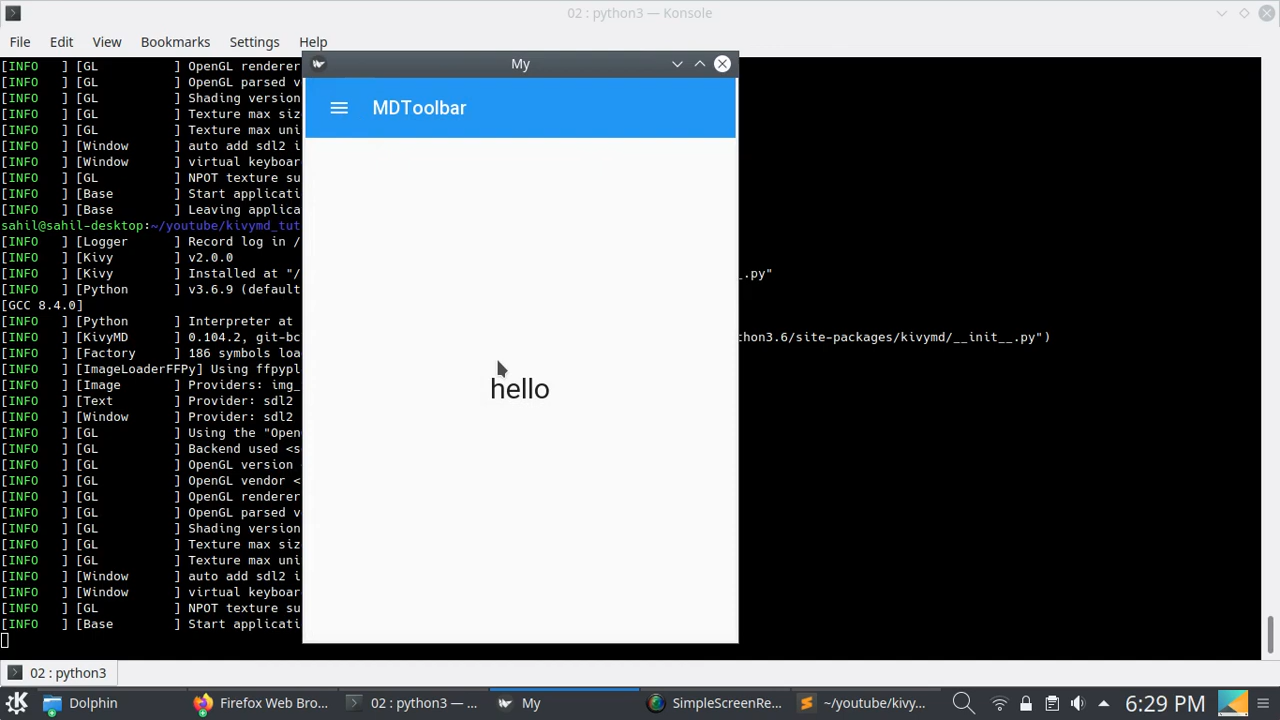 02 : python3 — Konsole
File Edit View Bookmarks Settings Help
My
MDToolbar
hello
[INFO ] [GL ] OpenGL renderer
[INFO ] [GL ] OpenGL parsed v
[INFO ] [GL ] Shading version
[INFO ] [GL ] Texture max siz
[INFO ] [GL ] Texture max uni
[INFO ] [Window ] auto add sdl2 i
[INFO ] [Window ] virtual keyboar
[INFO ] [GL ] NPOT texture su
[INFO ] [Base ] Start applicati
[INFO ] [Base ] Leaving applica
sahil@sahil-desktop:~/youtube/kivymd_tut
[INFO ] [Logger ] Record log in /
[INFO ] [Kivy ] v2.0.0
[INFO ] [Kivy ] Installed at "/ _.py"
[INFO ] [Python ] v3.6.9 (default
[GCC 8.4.0]
[INFO ] [Python ] Interpreter at
[INFO ] [KivyMD ] 0.104.2, git-bc thon3.6/site-packages/kivymd/__init__.py")
[INFO ] [Factory ] 186 symbols loa
[INFO ] [ImageLoaderFFPy] Using ffpypl
[INFO ] [Image ] Providers: img_
[INFO ] [Text ] Provider: sdl2
[INFO ] [Window ] Provider: sdl2
[INFO ] [GL ] Using the "Open
[INFO ] [GL ] Backend used <s
[INFO ] [GL ] OpenGL version
[INFO ] [GL ] OpenGL vendor <
[INFO ] [GL ] OpenGL renderer
[INFO ] [GL ] OpenGL parsed v
[INFO ] [GL ] Shading version
[INFO ] [GL ] Texture max siz
[INFO ] [GL ] Texture max uni
[INFO ] [Window ] auto add sdl2 i
[INFO ] [Window ] virtual keyboar
[INFO ] [GL ] NPOT texture su
[INFO ] [Base ] Start applicati
02 : python3
Dolphin Firefox Web Bro... 02 : python3 — ... My SimpleScreenRe... ~/youtube/kivy... 6:29 PM